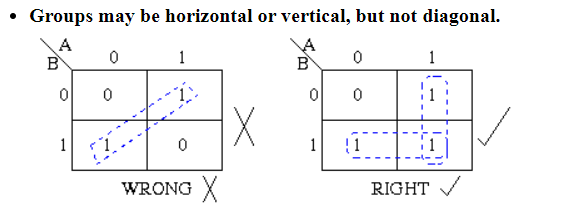 • Groups may be horizontal or vertical, but not diagonal.
A A
B 0 1 B 0 1
0 0 1 0 0 1
1 1 0 1 1 1
WRONG X RIGHT ✓